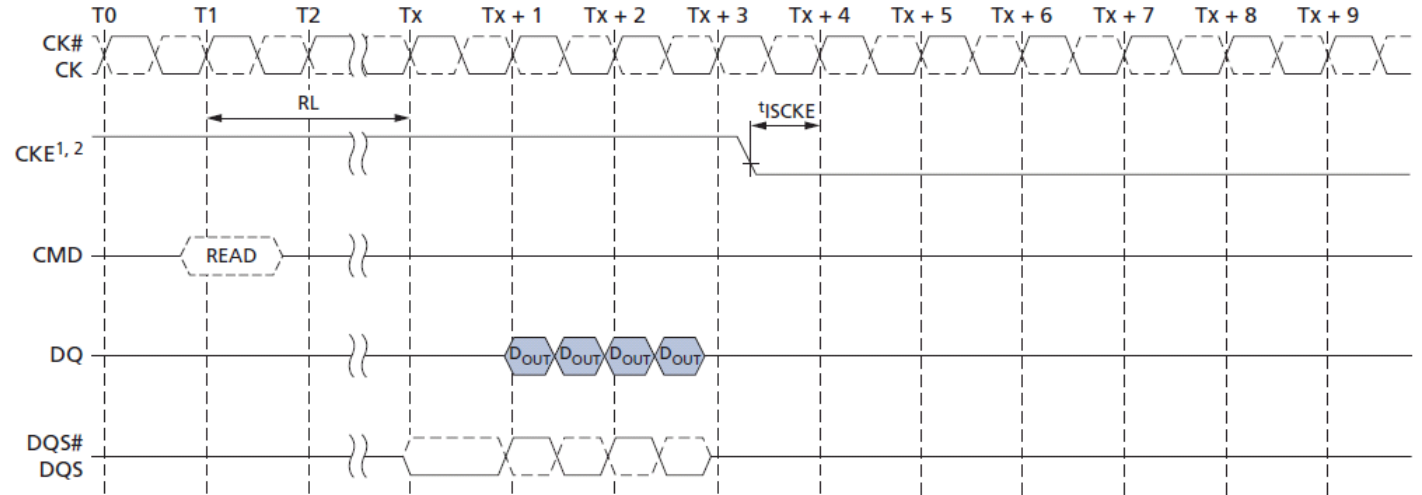 T0 T1 T2 Tx Tx + 1 Tx + 2 Tx + 3 Tx + 4 Tx + 5 Tx + 6 Tx + 7 Tx + 8 Tx + 9
CK#
CK
RL
tISCKE
CKE1, 2
CMD READ
DQ DOUT DOUT DOUT DOUT
DQS#
DQS